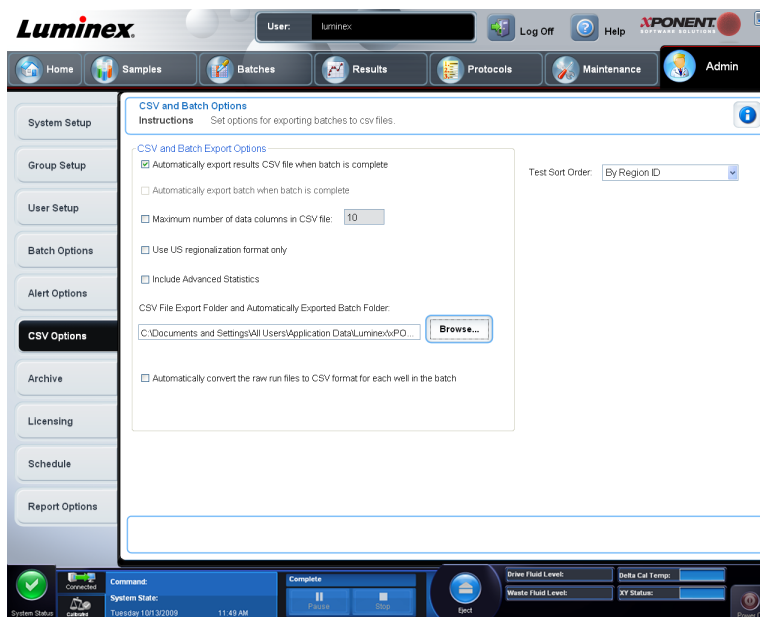 Luminex.
User: luminex
Log Off
Help
XPONENT.
SOFTWARE SOLUTIONS
Home
Samples
Batches
Results
Protocols
Maintenance
Admin
System Setup
Group Setup
User Setup
Batch Options
Alert Options
CSV Options
Archive
Licensing
Schedule
Report Options
CSV and Batch Options
Instructions Set options for exporting batches to csv files.
CSV and Batch Export Options
Automatically export results CSV file when batch is complete
Automatically export batch when batch is complete
Maximum number of data columns in CSV file: 10
Use US regionalization format only
Include Advanced Statistics
CSV File Export Folder and Automatically Exported Batch Folder:
C:\Documents and Settings\All Users\Application Data\Luminex\xPO...
Browse...
Automatically convert the raw run files to CSV format for each well in the batch
Test Sort Order: By Region ID
System Status
Connected
Calibrated
Command:
System State:
Tuesday 10/13/2009 11:49 AM
Complete
Pause
Stop
Eject
Drive Fluid Level:
Waste Fluid Level:
Delta Cal Temp:
XY Status: